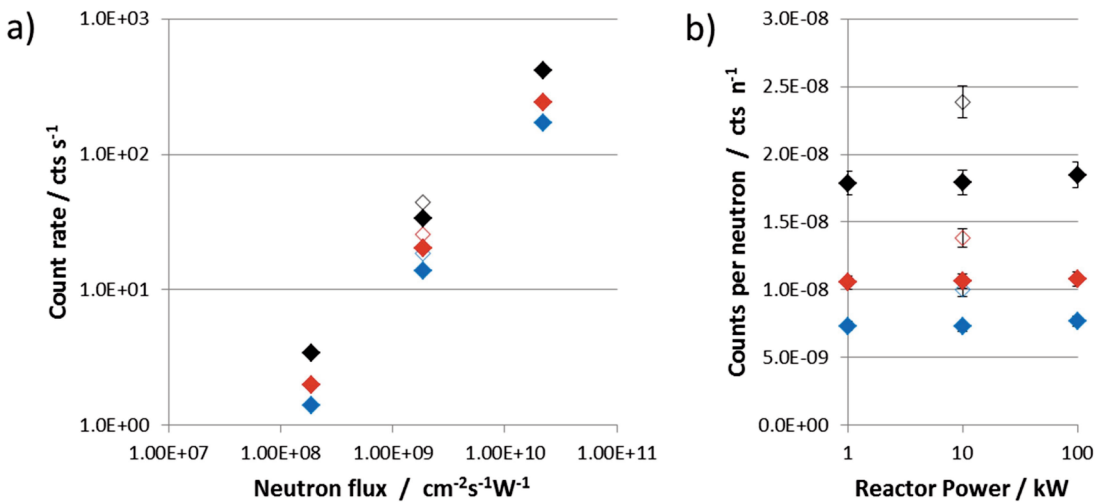 a)
Count rate / cts s⁻¹
1.0E+03
1.0E+02
1.0E+01
1.0E+00
1.00E+07 1.00E+08 1.00E+09 1.00E+10 1.00E+11
Neutron flux / cm⁻²s⁻¹W⁻¹
b)
Counts per neutron / cts n⁻¹
3.0E-08
2.5E-08
2.0E-08
1.5E-08
1.0E-08
5.0E-09
0.0E+00
1 10 100
Reactor Power / kW